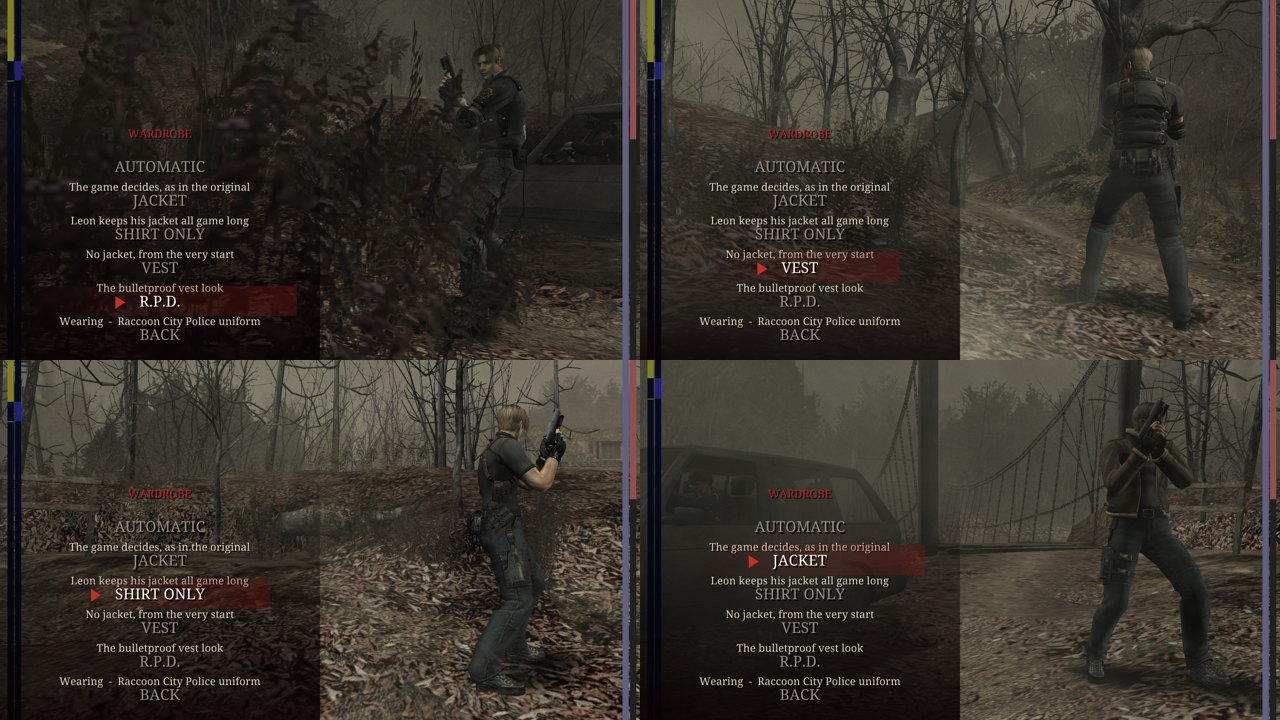 WARDROBE
AUTOMATIC
The game decides, as in the original
JACKET
Leon keeps his jacket all game long
SHIRT ONLY
No jacket, from the very start
VEST
The bulletproof vest look
R.P.D.
Wearing - Raccoon City Police uniform
BACK
WARDROBE
AUTOMATIC
The game decides, as in the original
JACKET
Leon keeps his jacket all game long
SHIRT ONLY
No jacket, from the very start
VEST
The bulletproof vest look
R.P.D.
Wearing - Raccoon City Police uniform
BACK
WARDROBE
AUTOMATIC
The game decides, as in the original
JACKET
Leon keeps his jacket all game long
SHIRT ONLY
No jacket, from the very start
VEST
The bulletproof vest look
R.P.D.
Wearing - Raccoon City Police uniform
BACK
WARDROBE
AUTOMATIC
The game decides, as in the original
JACKET
Leon keeps his jacket all game long
SHIRT ONLY
No jacket, from the very start
VEST
The bulletproof vest look
R.P.D.
Wearing - Raccoon City Police uniform
BACK